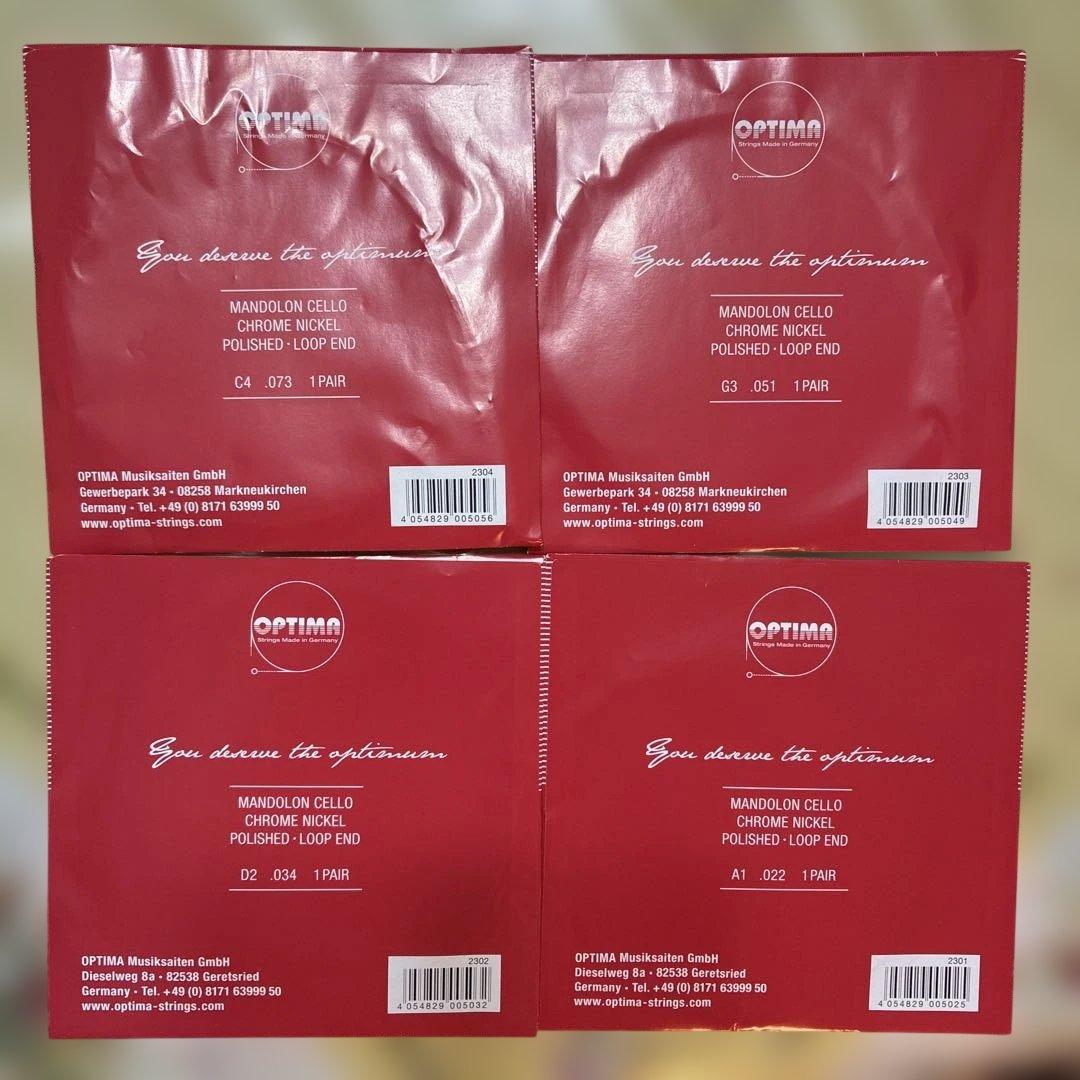 OPTIMA
Strings Made in Germany
You deserve the optimum
MANDOLON CELLO
CHROME NICKEL
POLISHED · LOOP END
C4 .073 1 PAIR
OPTIMA Musiksaiten GmbH
Gewerbepark 34 • 08258 Markneukirchen
Germany • Tel. +49 (0) 8171 63999 50
www.optima-strings.com
2304
4 054829 005056
OPTIMA
Strings Made in Germany
You deserve the optimum
MANDOLON CELLO
CHROME NICKEL
POLISHED · LOOP END
G3 .051 1 PAIR
OPTIMA Musiksaiten GmbH
Gewerbepark 34 • 08258 Markneukirchen
Germany • Tel. +49 (0) 8171 63999 50
www.optima-strings.com
2303
4 054829 005049
OPTIMA
Strings Made in Germany
You deserve the optimum
MANDOLON CELLO
CHROME NICKEL
POLISHED · LOOP END
D2 .034 1 PAIR
OPTIMA Musiksaiten GmbH
Dieselweg 8a • 82538 Geretsried
Germany • Tel. +49 (0) 8171 63999 50
www.optima-strings.com
2302
4 054829 005032
OPTIMA
Strings Made in Germany
You deserve the optimum
MANDOLON CELLO
CHROME NICKEL
POLISHED · LOOP END
A1 .022 1 PAIR
OPTIMA Musiksaiten GmbH
Dieselweg 8a • 82538 Geretsried
Germany • Tel. +49 (0) 8171 63999 50
www.optima-strings.com
2301
4 054829 005025